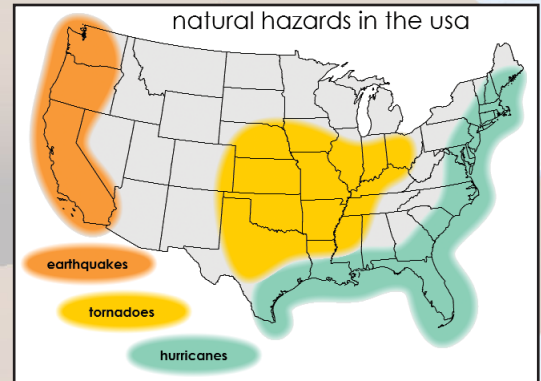 natural hazards in the usa
earthquakes
tornadoes
hurricanes